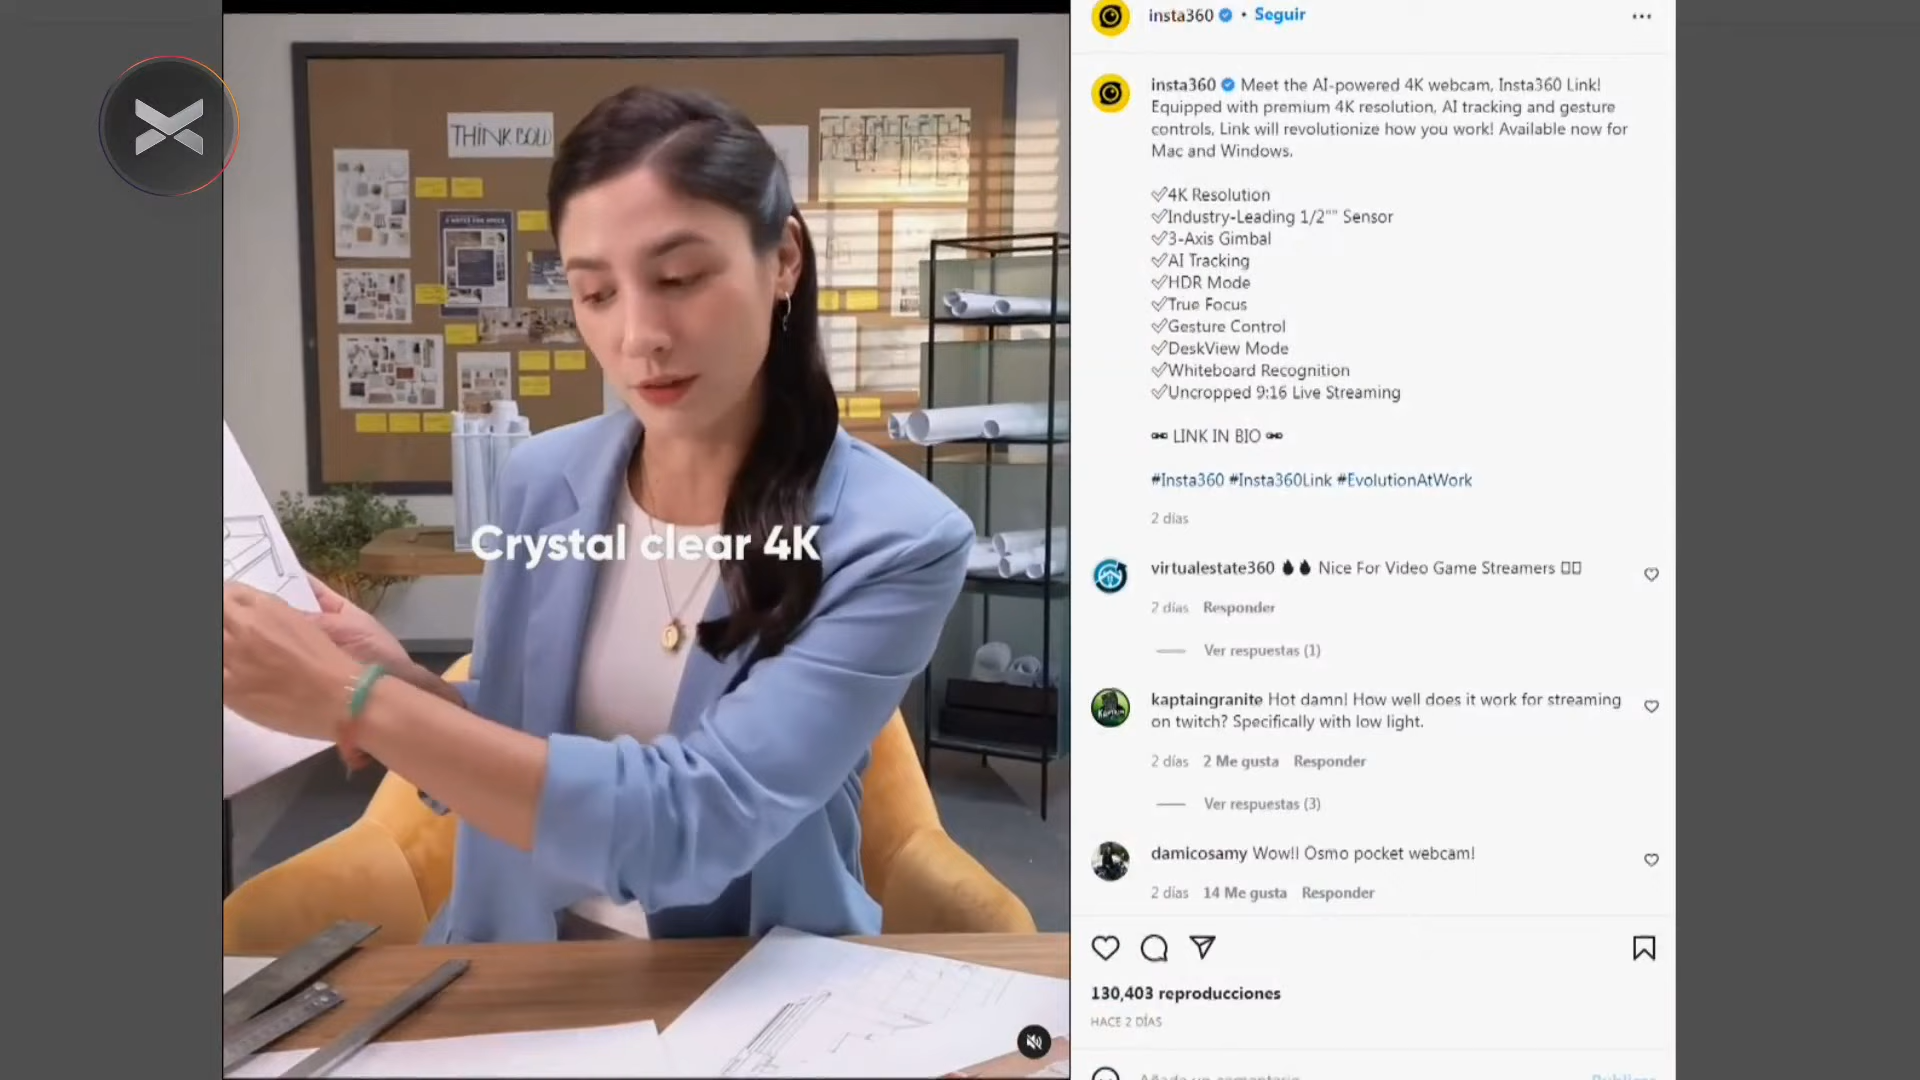 THINK BOLD
Crystal clear 4K
insta360 • Seguir
insta360 Meet the AI-powered 4K webcam, Insta360 Link!
Equipped with premium 4K resolution, AI tracking and gesture
controls, Link will revolutionize how you work! Available now for
Mac and Windows.
✅4K Resolution
✅Industry-Leading 1/2"" Sensor
✅3-Axis Gimbal
✅AI Tracking
✅HDR Mode
✅True Focus
✅Gesture Control
✅DeskView Mode
✅Whiteboard Recognition
✅Uncropped 9:16 Live Streaming
LINK IN BIO
#Insta360 #Insta360Link #EvolutionAtWork
2 días
virtualestate360 🔥🔥 Nice For Video Game Streamers
2 días Responder
Ver respuestas (1)
kaptaingranite Hot damn! How well does it work for streaming
on twitch? Specifically with low light.
2 días 2 Me gusta Responder
Ver respuestas (3)
damicosamy Wow!! Osmo pocket webcam!
2 días 14 Me gusta Responder
130,403 reproducciones
HACE 2 DÍAS
Añade un comentario...
Publicar